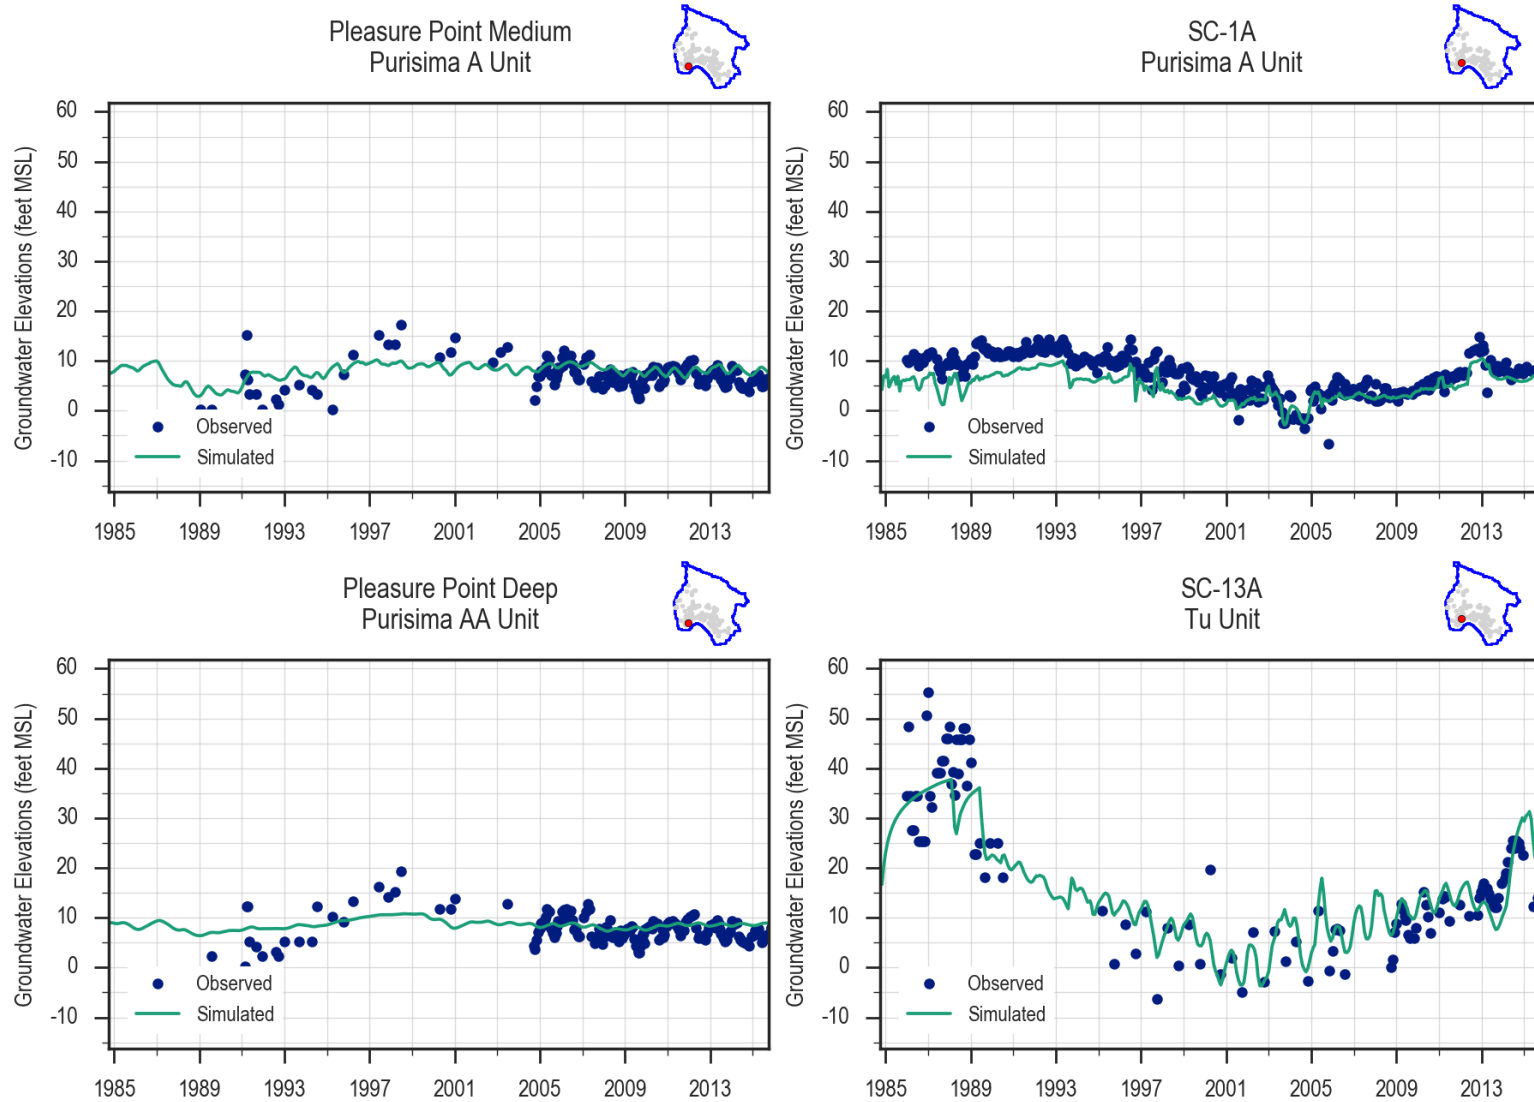 Pleasure Point Medium
Purisima A Unit
Groundwater Elevations (feet MSL)
60
50
40
30
20
10
0
-10
Observed
Simulated
1985 1989 1993 1997 2001 2005 2009 2013
SC-1A
Purisima A Unit
Groundwater Elevations (feet MSL)
60
50
40
30
20
10
0
-10
Observed
Simulated
1985 1989 1993 1997 2001 2005 2009 2013
Pleasure Point Deep
Purisima AA Unit
Groundwater Elevations (feet MSL)
60
50
40
30
20
10
0
-10
Observed
Simulated
1985 1989 1993 1997 2001 2005 2009 2013
SC-13A
Tu Unit
Groundwater Elevations (feet MSL)
60
50
40
30
20
10
0
-10
Observed
Simulated
1985 1989 1993 1997 2001 2005 2009 2013